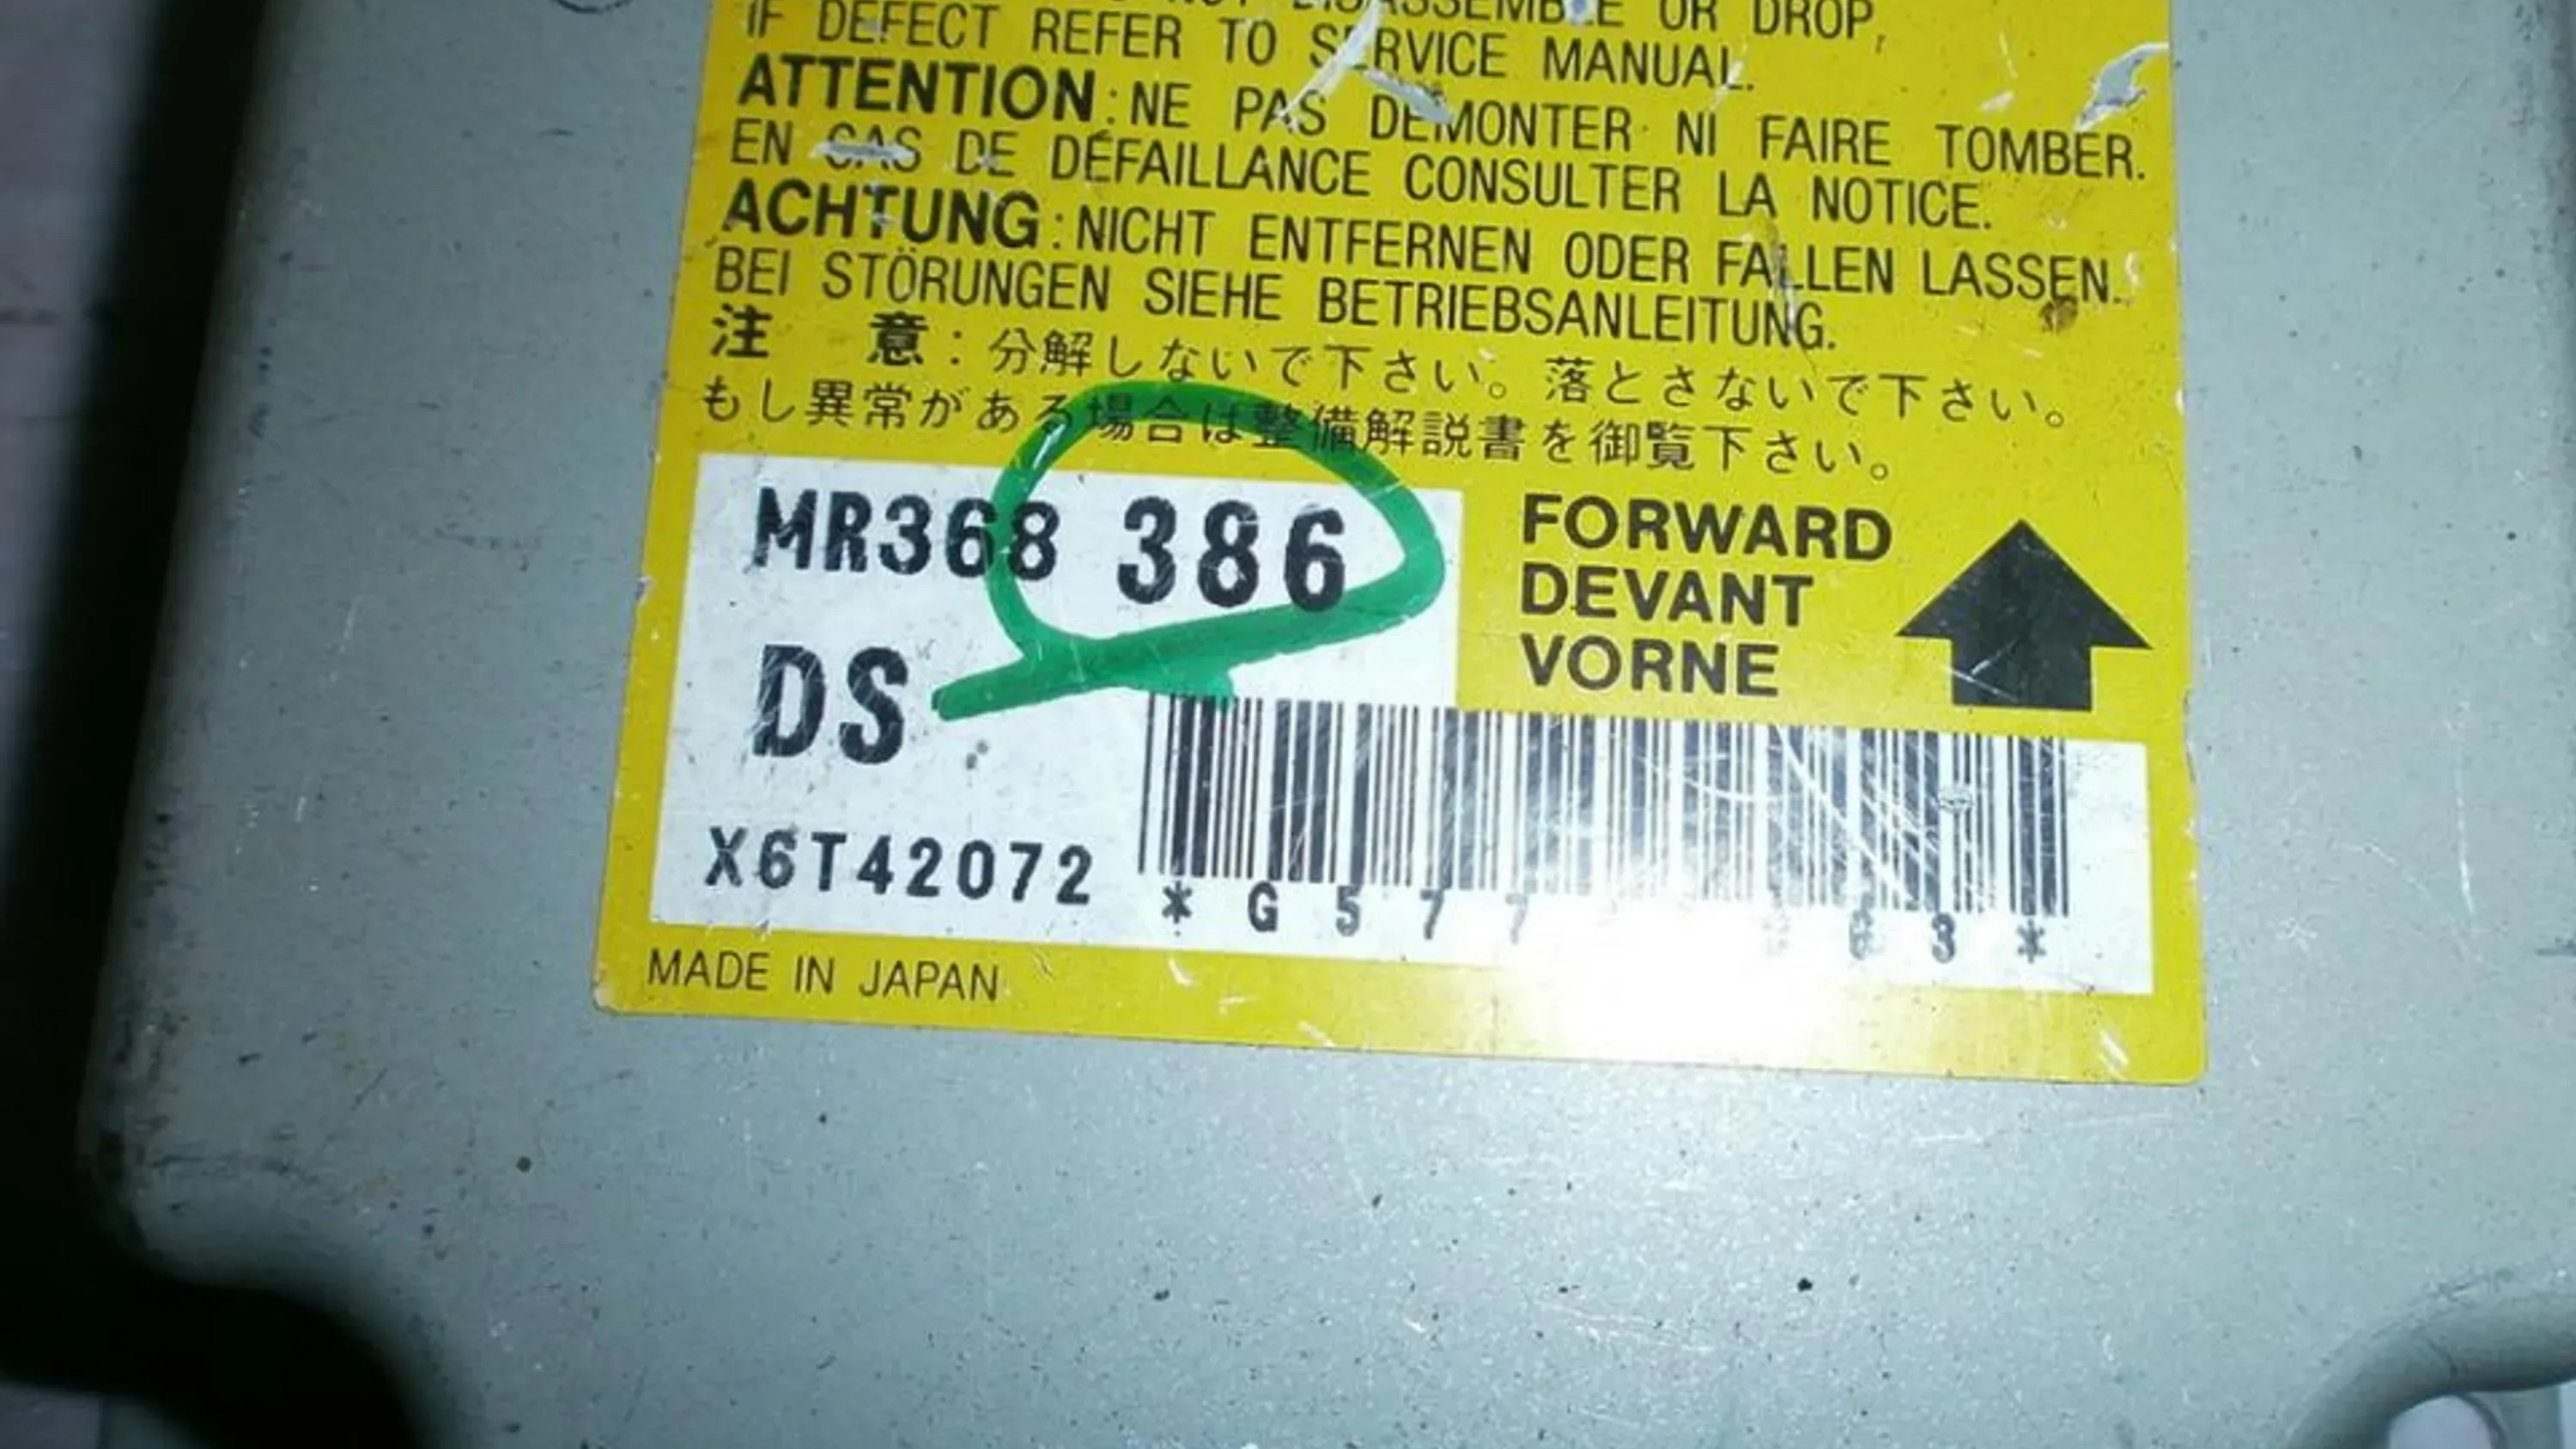 DISASSEMBLE OR DROP,
IF DEFECT REFER TO SERVICE MANUAL.
ATTENTION:NE PAS DÉMONTER NI FAIRE TOMBER.
EN CAS DE DÉFAILLANCE CONSULTER LA NOTICE.
ACHTUNG:NICHT ENTFERNEN ODER FALLEN LASSEN.
BEI STÖRUNGEN SIEHE BETRIEBSANLEITUNG.
注 意:分解しないで下さい。落とさないで下さい。
もし異常がある場合は整備解説書を御覧下さい。
MR368 386
DS
FORWARD
DEVANT
VORNE
X6T42072
MADE IN JAPAN